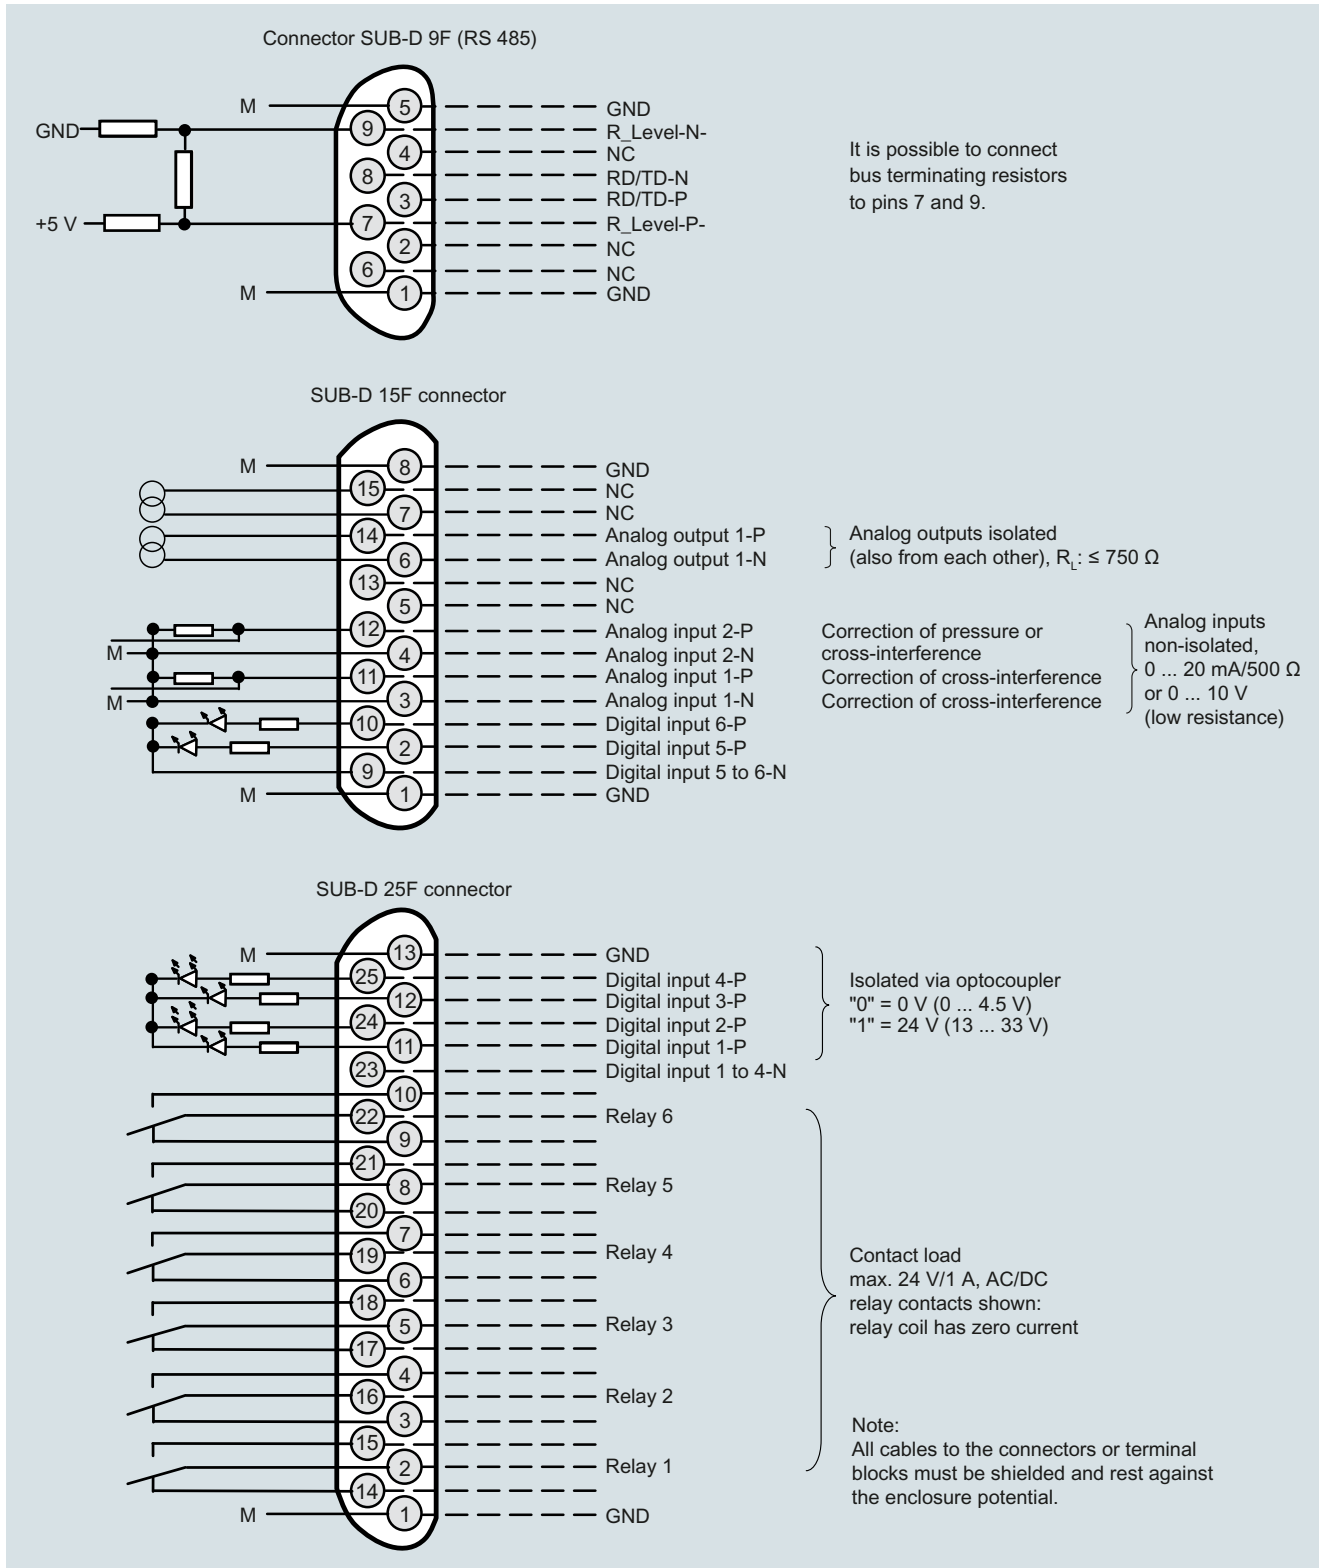 Connector SUB-D 9F (RS 485)
M 5 GND
GND 9 R_Level-N-
4 NC
8 RD/TD-N
3 RD/TD-P
+5 V 7 R_Level-P-
2 NC
6 NC
M 1 GND
It is possible to connect
bus terminating resistors
to pins 7 and 9.
SUB-D 15F connector
M 8 GND
15 NC
7 NC
14 Analog output 1-P
6 Analog output 1-N
Analog outputs isolated
(also from each other), RL: ≤ 750 Ω
13 NC
5 NC
12 Analog input 2-P
M 4 Analog input 2-N
11 Analog input 1-P
M 3 Analog input 1-N
Correction of pressure or
cross-interference
Correction of cross-interference
Correction of cross-interference
Analog inputs
non-isolated,
0 ... 20 mA/500 Ω
or 0 ... 10 V
(low resistance)
10 Digital input 6-P
2 Digital input 5-P
9 Digital input 5 to 6-N
M 1 GND
SUB-D 25F connector
M 13 GND
25 Digital input 4-P
12 Digital input 3-P
24 Digital input 2-P
11 Digital input 1-P
23 Digital input 1 to 4-N
Isolated via optocoupler
"0" = 0 V (0 ... 4.5 V)
"1" = 24 V (13 ... 33 V)
10
22 Relay 6
9
21
8 Relay 5
20
7
19 Relay 4
6
18
5 Relay 3
17
4
16 Relay 2
3
15
2 Relay 1
14
M 1 GND
Contact load
max. 24 V/1 A, AC/DC
relay contacts shown:
relay coil has zero current
Note:
All cables to the connectors or terminal
blocks must be shielded and rest against
the enclosure potential.